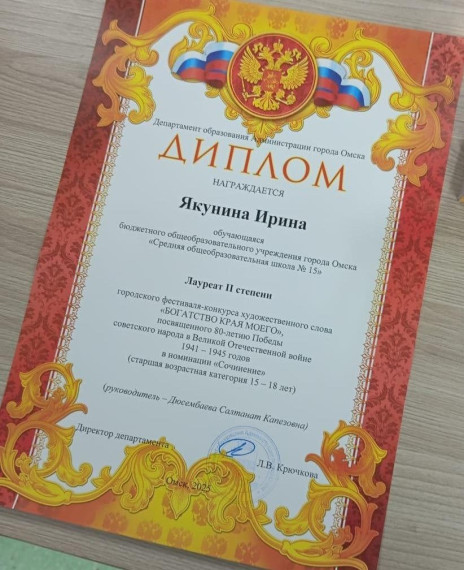 Департамент образования Администрации города Омска
ДИПЛОМ
НАГРАЖДАЕТСЯ
Якунина Ирина
обучающаяся
бюджетного общеобразовательного учреждения города Омска
«Средняя общеобразовательная школа № 15»
Лауреат II степени
городского фестиваля-конкурса художественного слова
«БОГАТСТВО КРАЯ МОЕГО»,
посвященного 80-летию Победы
советского народа в Великой Отечественной войне
1941 – 1945 годов
в номинации «Сочинение»
(старшая возрастная категория 15 – 18 лет)
(руководитель – Дюсембаева Салтанат Капезовна)
Директор департамента
Л.В. Крючкова
Омск, 2025